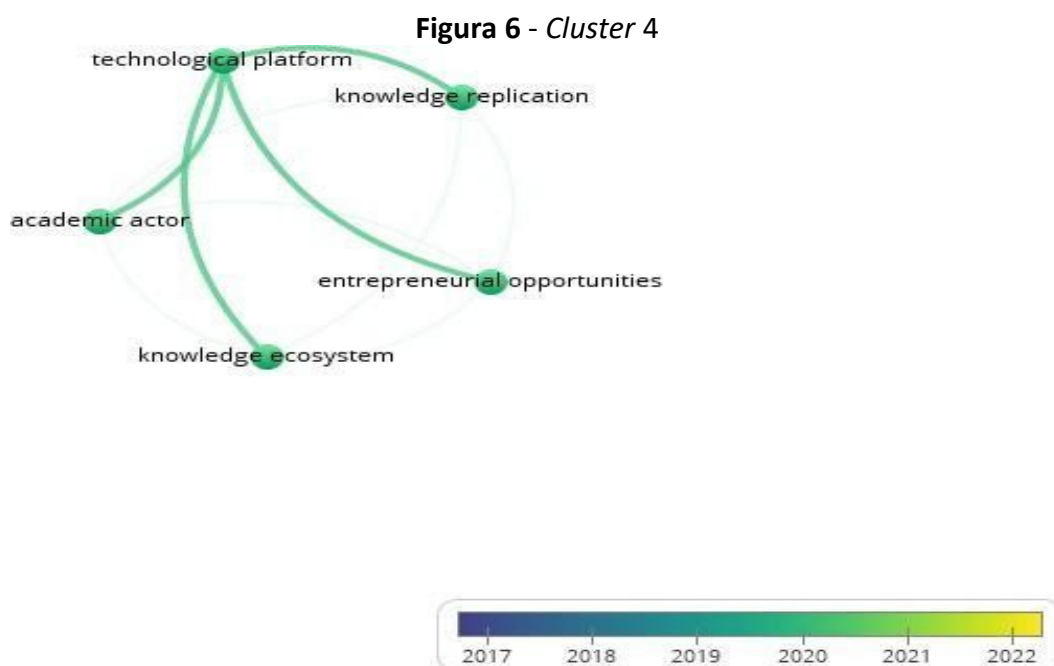 Figura 6 - Cluster 4
technological platform
knowledge replication
academic actor
entrepreneurial opportunities
knowledge ecosystem
2017 2018 2019 2020 2021 2022